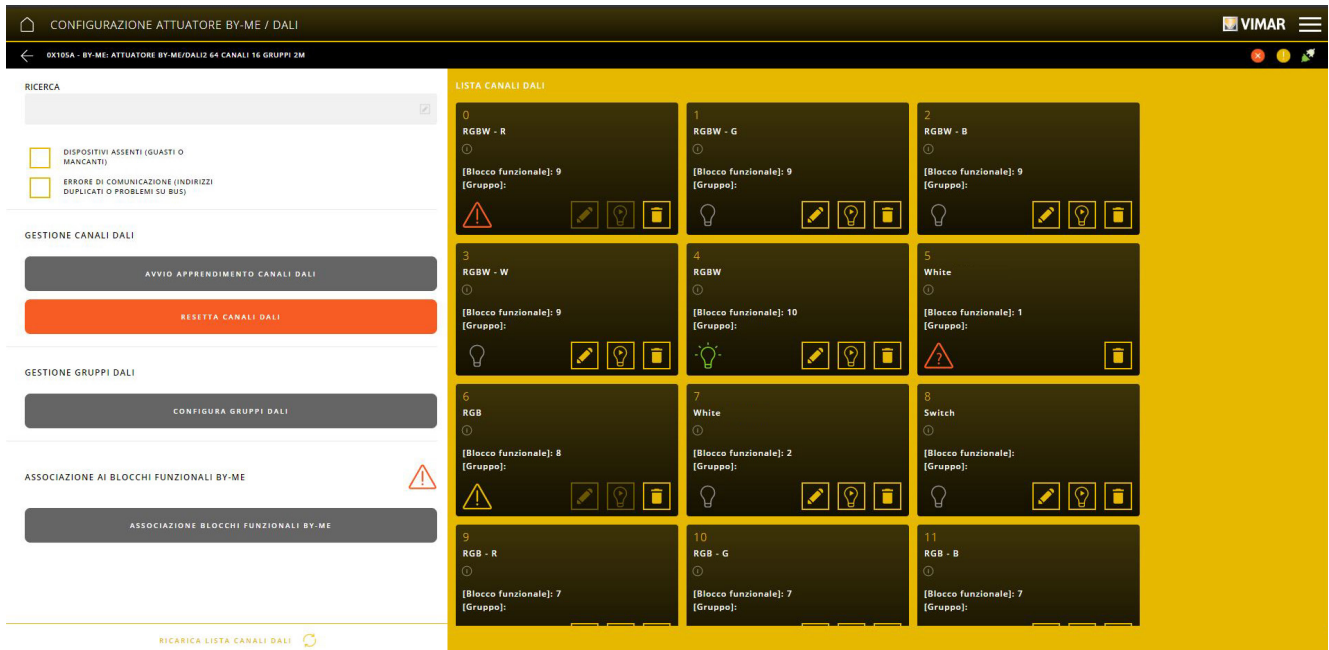 CONFIGURAZIONE ATTUATORE BY-ME / DALI
VIMAR
0X105A - BY-ME: ATTUATORE BY-ME/DALI2 64 CANALI 16 GRUPPI 2M
RICERCA
DISPOSITIVI ASSENTI (GUASTI O
MANCANTI)
ERRORE DI COMUNICAZIONE (INDIRIZZI
DUPLICATI O PROBLEMI SU BUS)
GESTIONE CANALI DALI
AVVIO APPRENDIMENTO CANALI DALI
RESETTA CANALI DALI
GESTIONE GRUPPI DALI
CONFIGURA GRUPPI DALI
ASSOCIAZIONE AI BLOCCHI FUNZIONALI BY-ME
ASSOCIAZIONE BLOCCHI FUNZIONALI BY-ME
RICARICA LISTA CANALI DALI
LISTA CANALI DALI
0
RGBW - R
[Blocco funzionale]: 9
[Gruppo]:
1
RGBW - G
[Blocco funzionale]: 9
[Gruppo]:
2
RGBW - B
[Blocco funzionale]: 9
[Gruppo]:
3
RGBW - W
[Blocco funzionale]: 9
[Gruppo]:
4
RGBW
[Blocco funzionale]: 10
[Gruppo]:
5
White
[Blocco funzionale]: 1
[Gruppo]:
6
RGB
[Blocco funzionale]: 8
[Gruppo]:
7
White
[Blocco funzionale]: 2
[Gruppo]:
8
Switch
[Blocco funzionale]:
[Gruppo]:
9
RGB - R
[Blocco funzionale]: 7
[Gruppo]:
10
RGB - G
[Blocco funzionale]: 7
[Gruppo]:
11
RGB - B
[Blocco funzionale]: 7
[Gruppo]: